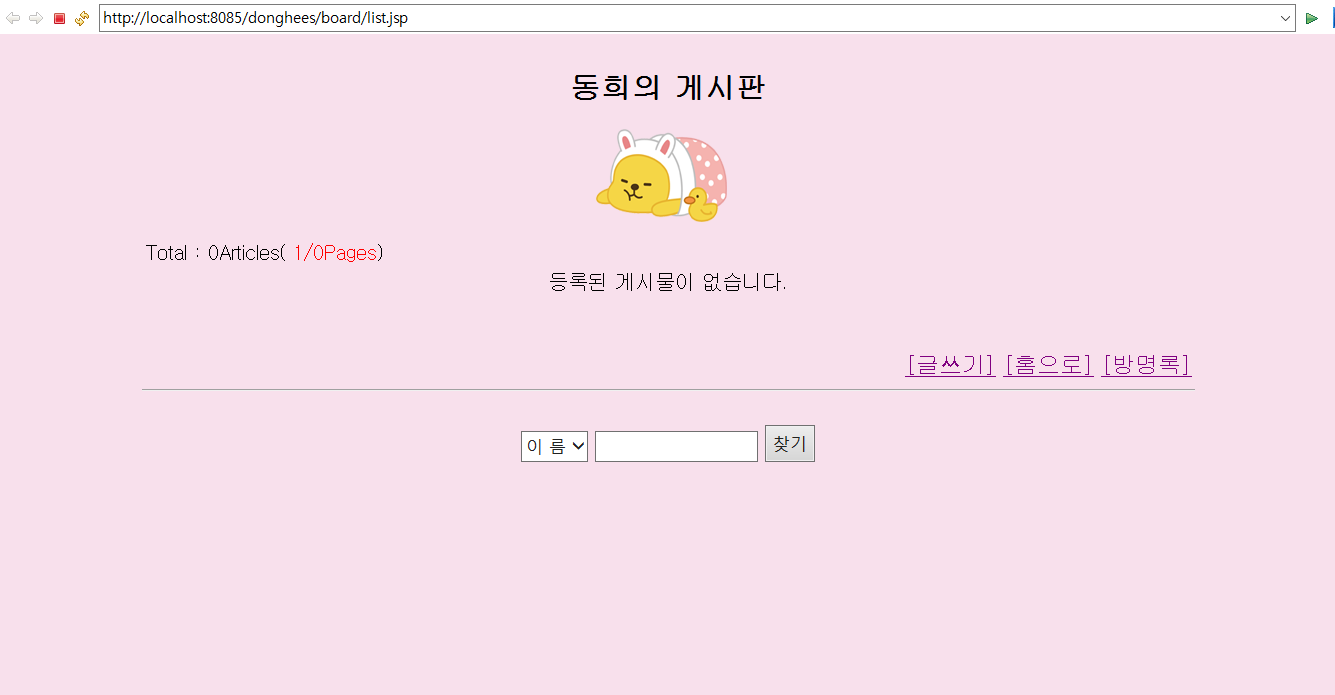 http://localhost:8085/donghees/board/list.jsp
동희의 게시판
Total : 0Articles( 1/0Pages)
등록된 게시물이 없습니다.
[글쓰기] [홈으로] [방명록]
이 름 찾기